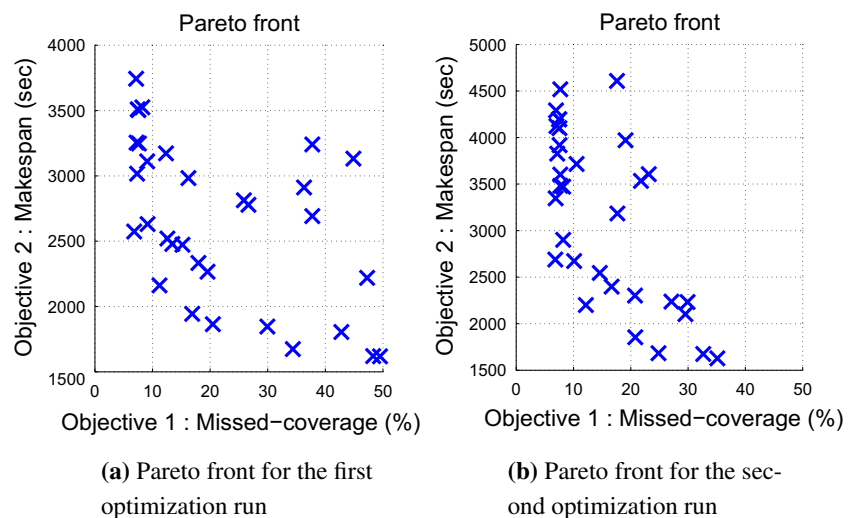 Pareto front
4000
3500
3000
2500
2000
1500
0 10 20 30 40 50
Objective 2 : Makespan (sec)
Objective 1 : Missed−coverage (%)
(a) Pareto front for the first
optimization run
Pareto front
5000
4500
4000
3500
3000
2500
2000
1500
0 10 20 30 40 50
Objective 2 : Makespan (sec)
Objective 1 : Missed−coverage (%)
(b) Pareto front for the sec-
ond optimization run